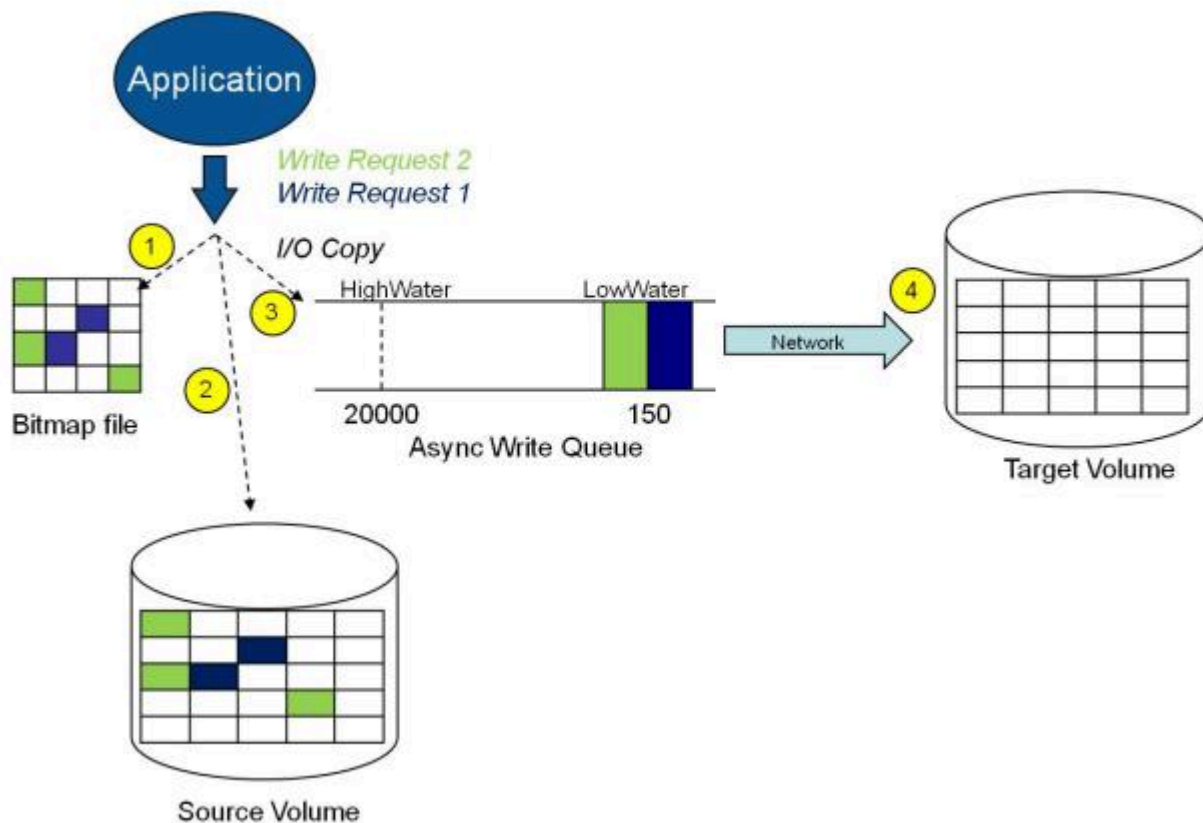 Application
Write Request 2
Write Request 1
1
I/O Copy
HighWater
LowWater
4
3
Network
2
Bitmap file
20000
150
Async Write Queue
Target Volume
Source Volume